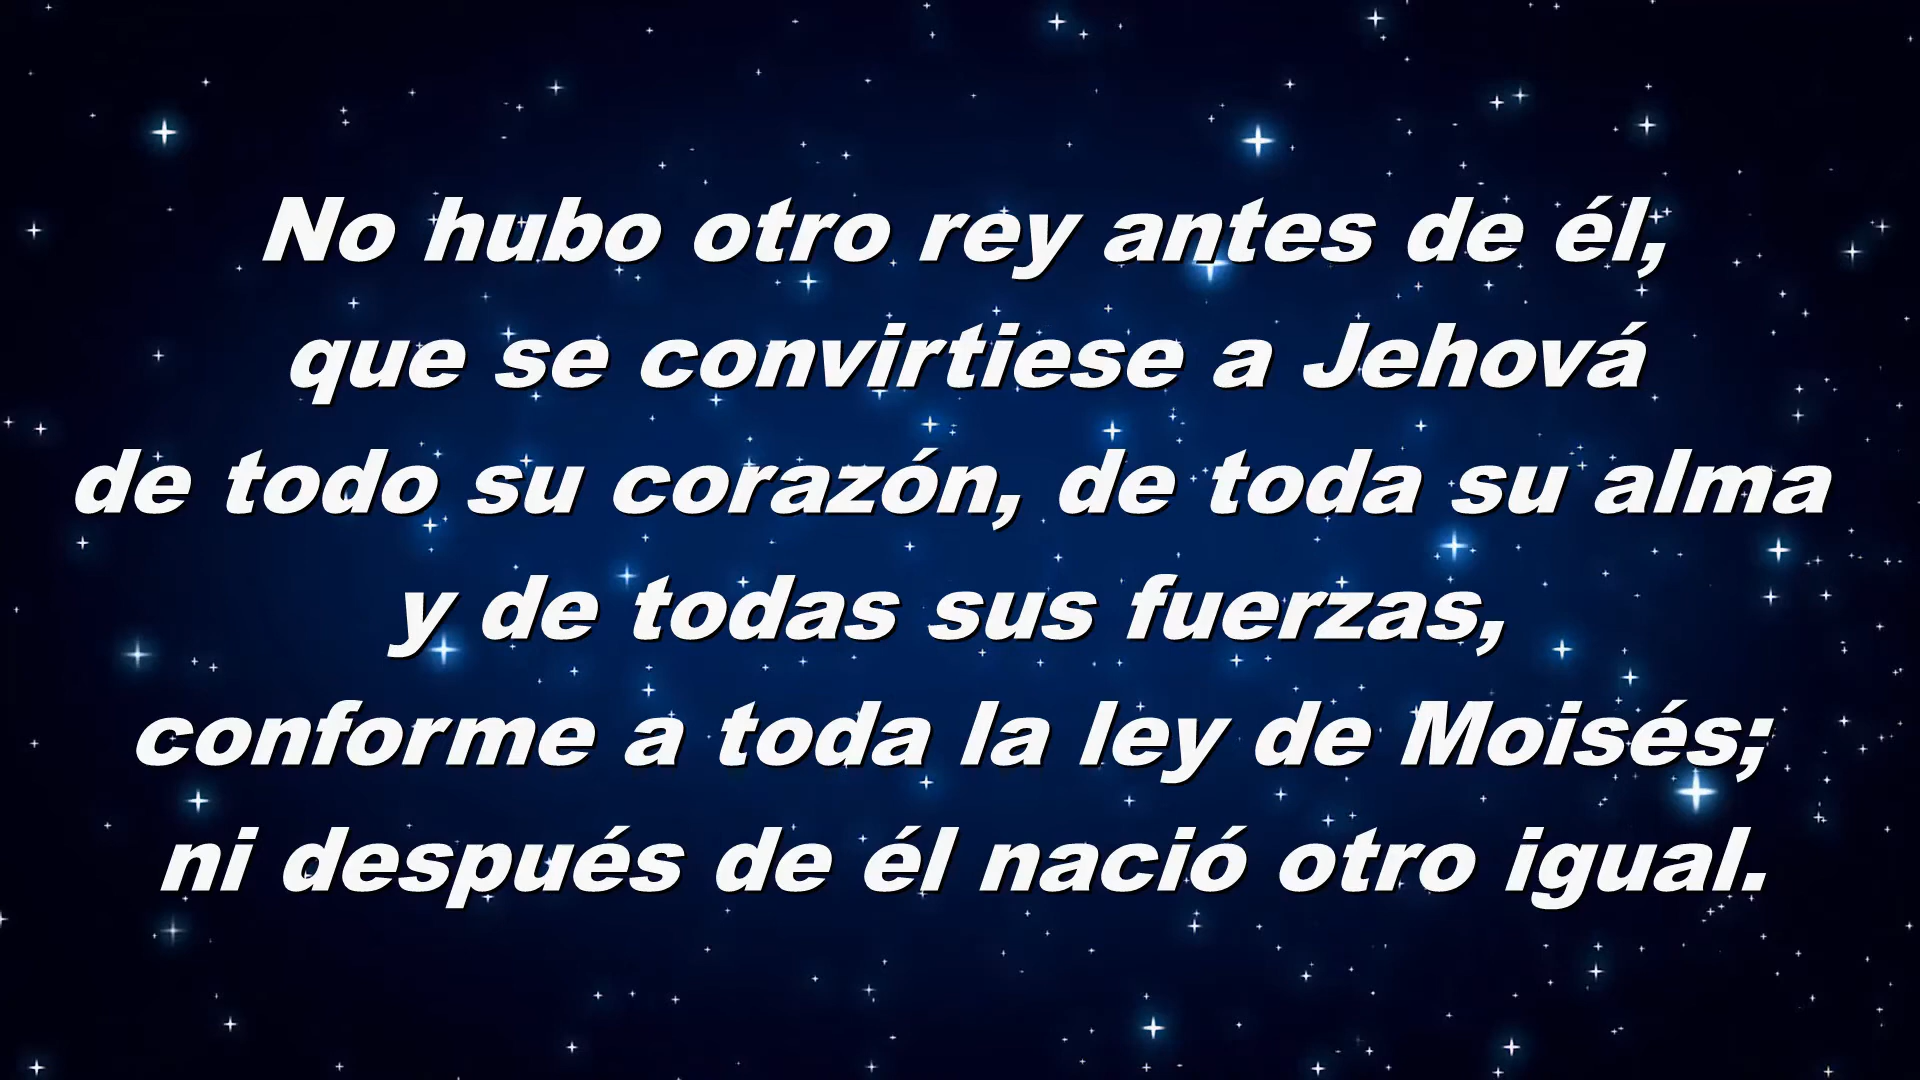 No hubo otro rey antes de él,
que se convirtiese a Jehová
de todo su corazón, de toda su alma
y de todas sus fuerzas,
conforme a toda la ley de Moisés;
ni después de él nació otro igual.